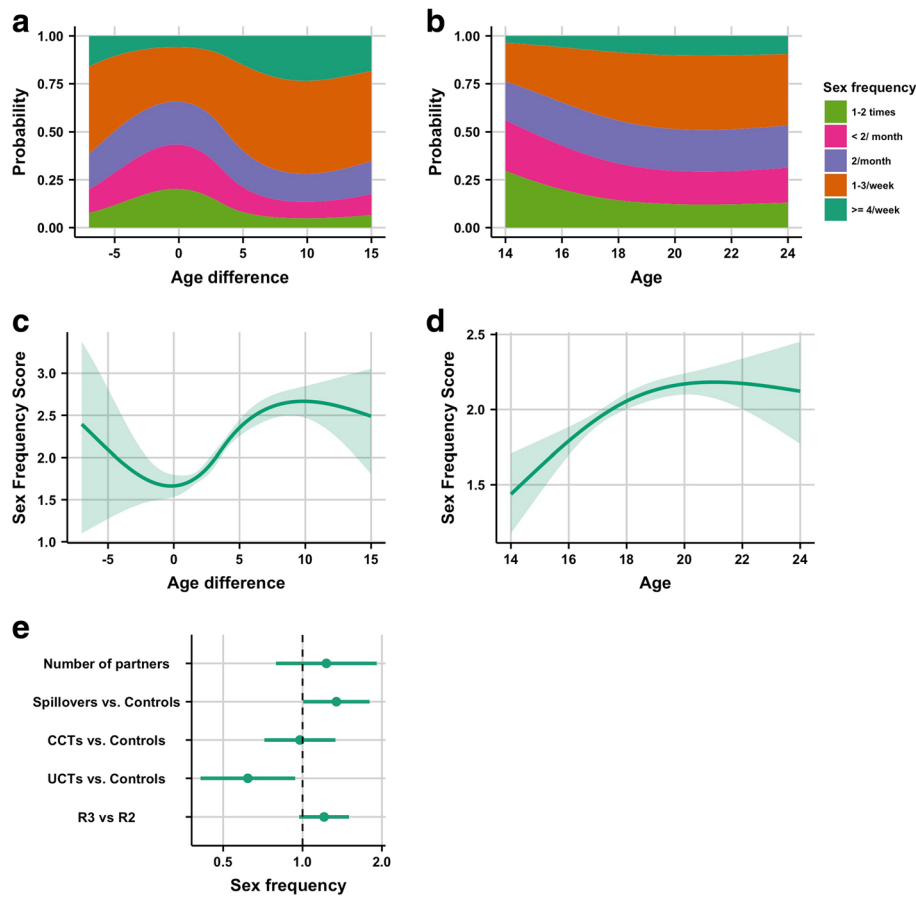 a
1.00
0.75
0.50
0.25
0.00
Probability
-5 0 5 10 15
Age difference
b
1.00
0.75
0.50
0.25
0.00
Probability
14 16 18 20 22 24
Age
Sex frequency
1-2 times
< 2/ month
2/month
1-3/week
>= 4/week
c
3.0
2.5
2.0
1.5
1.0
Sex Frequency Score
-5 0 5 10 15
Age difference
d
2.5
2.0
1.5
Sex Frequency Score
14 16 18 20 22 24
Age
e
Number of partners
Spillovers vs. Controls
CCTs vs. Controls
UCTs vs. Controls
R3 vs R2
0.5 1.0 2.0
Sex frequency